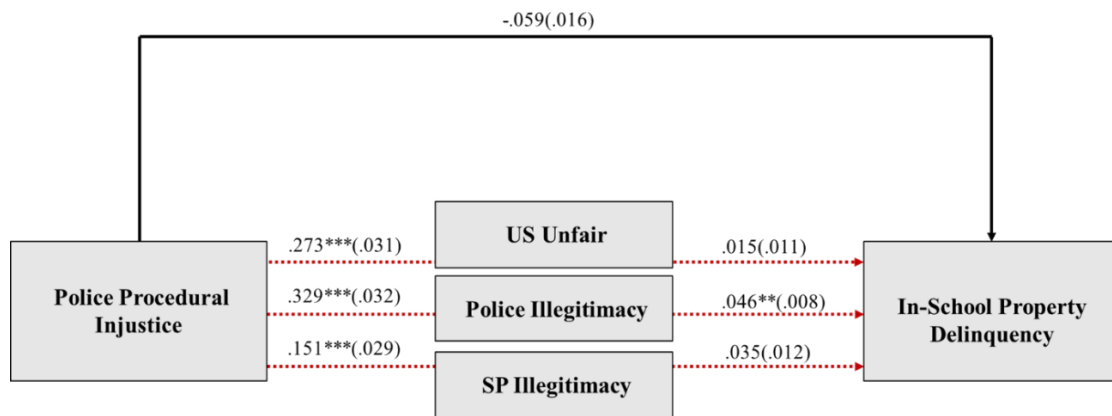 -.059(.016)
US Unfair
.273***(.031)
.015(.011)
Police Procedural
Injustice
.329***(.032)
Police Illegitimacy
.046**(.008)
In-School Property
Delinquency
.151***(.029)
SP Illegitimacy
.035(.012)